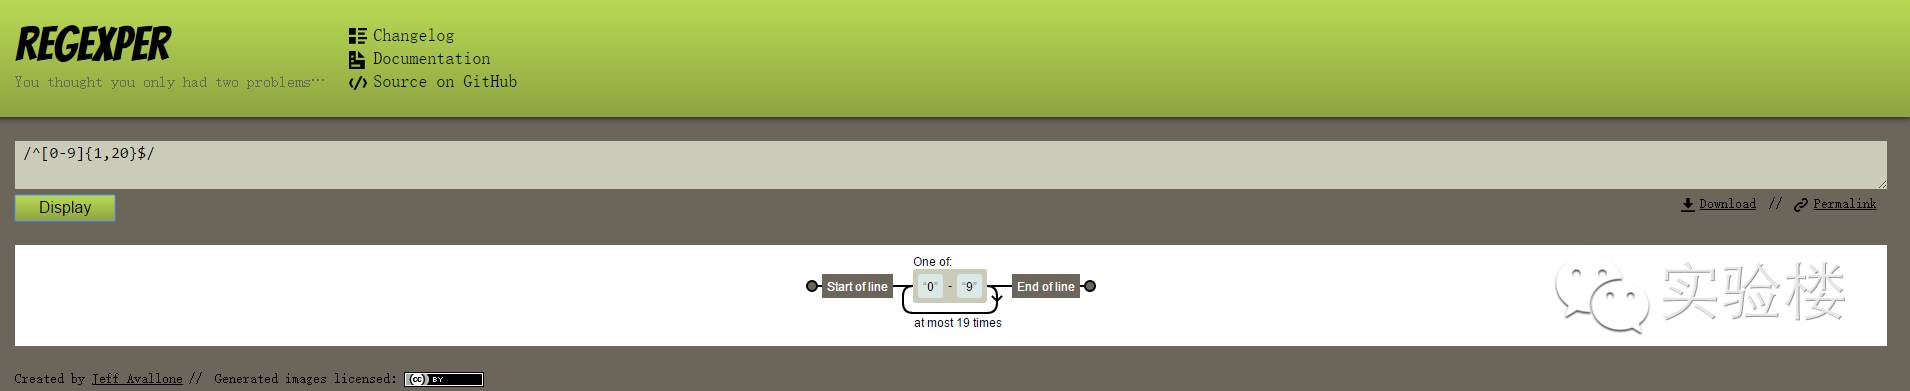 REGEXPER
You thought you only had two problems…
Changelog
Documentation
Source on GitHub
/^[0-9]{1,20}$/
Display
Download // Permalink
One of:
Start of line "0" - "9" End of line
at most 19 times
实验楼
Created by Jeff Avallone // Generated images licensed: (cc) BY